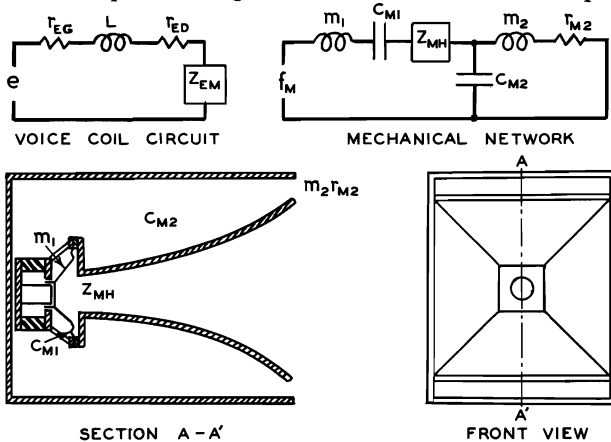 r_EG L r_ED
e
Z_EM
VOICE COIL CIRCUIT
m_1 C_M1 Z_MH m_2 r_M2
f_M
C_M2
MECHANICAL NETWORK
m_1
C_M2
m_2 r_M2
Z_MH
C_M1
SECTION A-A'
A
A'
FRONT VIEW